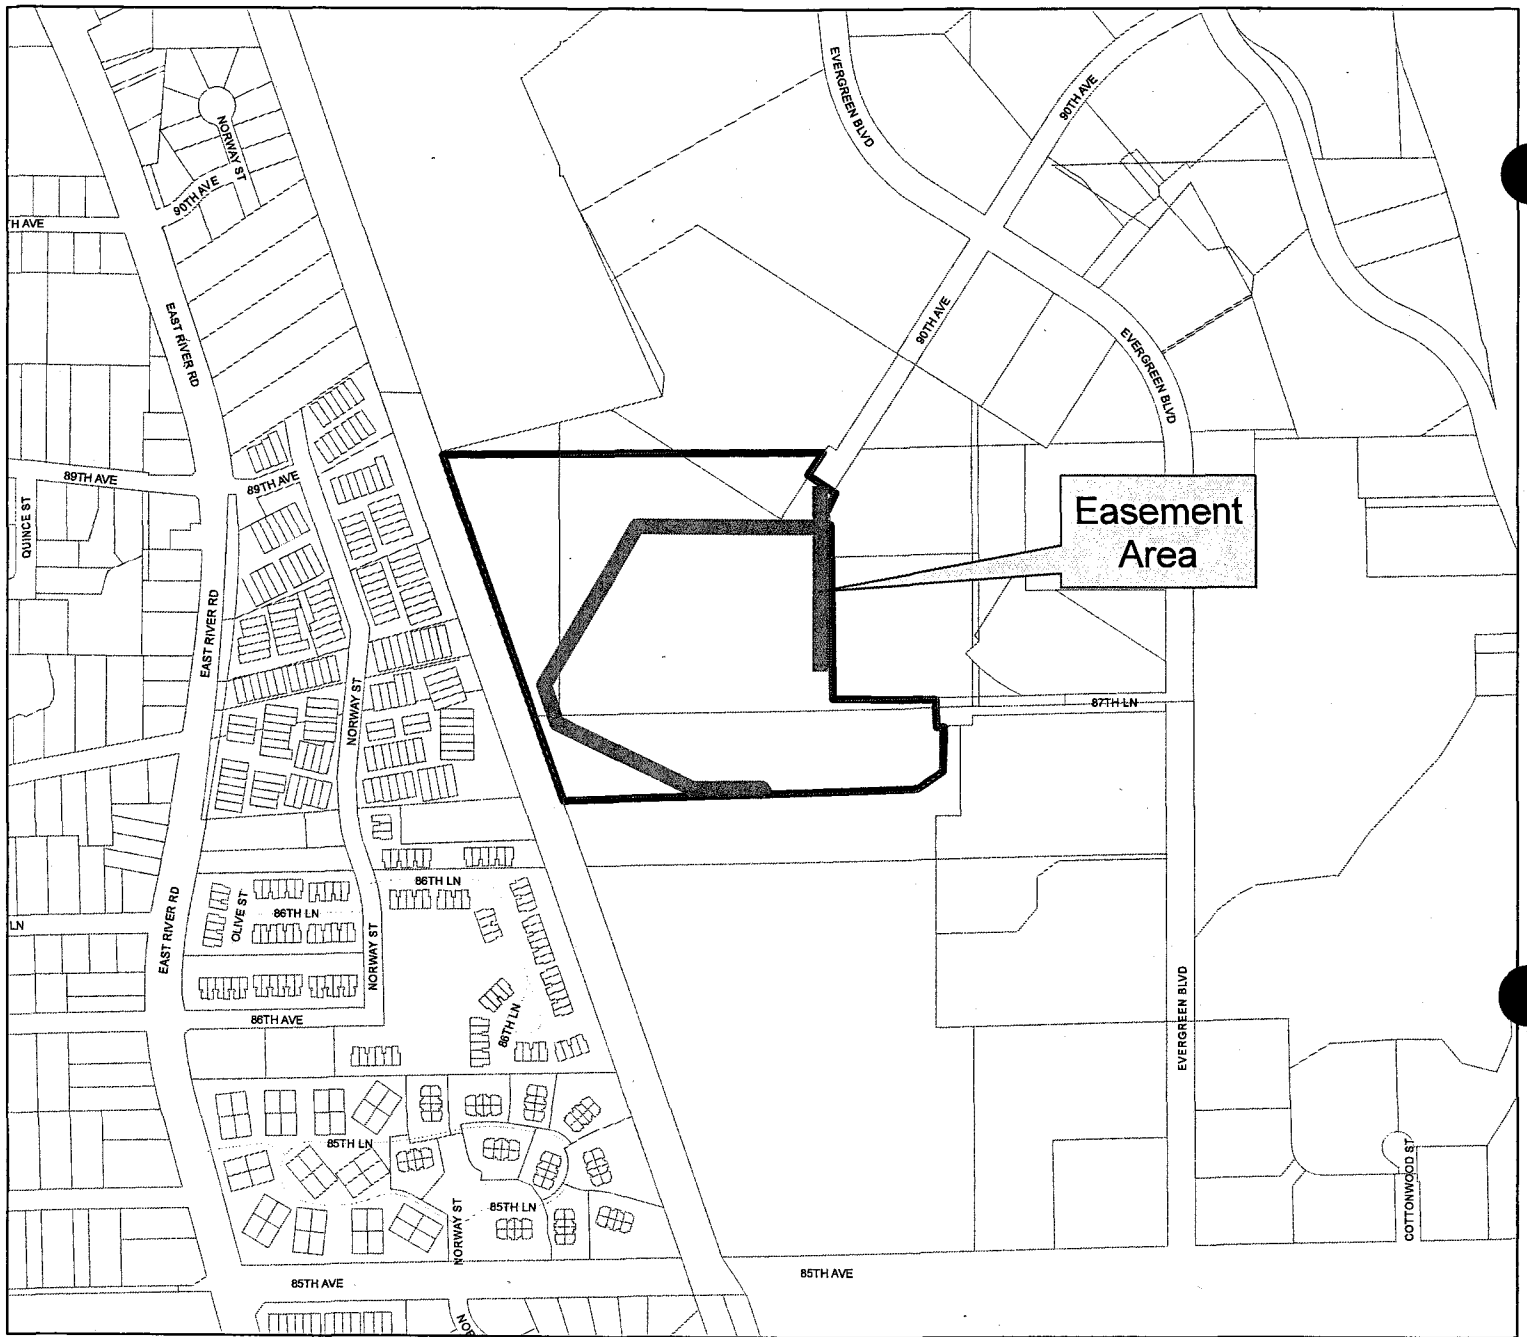 EVERGREEN BLVD
90TH AVE
NORWAY ST
90TH AVE
TH AVE
EAST RIVER RD
90TH AVE
EVERGREEN BLVD
89TH AVE
89TH AVE
QUINCE ST
Easement
Area
EAST RIVER RD
NORWAY ST
87TH LN
86TH LN
OLIVE ST
86TH LN
LN
EAST RIVER RD
NORWAY ST
86TH AVE
86TH LN
EVERGREEN BLVD
85TH LN
COTTONWOOD ST
NORWAY ST
85TH LN
85TH AVE
85TH AVE
NOR